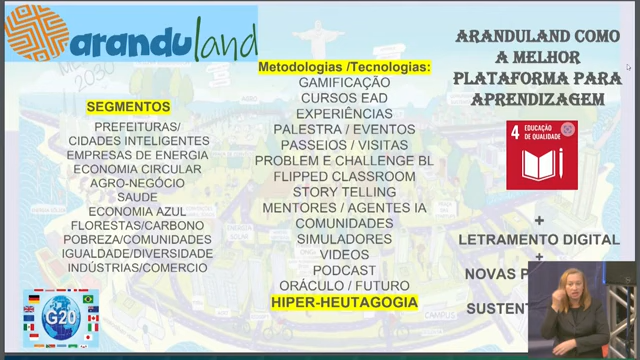 aranduland
SEGMENTOS
PREFEITURAS/
CIDADES INTELIGENTES
EMPRESAS DE ENERGIA
ECONOMIA CIRCULAR
AGRO-NEGÓCIO
SAUDE
ECONOMIA AZUL
FLORESTAS/CARBONO
POBREZA/COMUNIDADES
IGUALDADE/DIVERSIDADE
INDÚSTRIAS/COMERCIO
G20
Metodologias /Tecnologias:
GAMIFICAÇÃO
CURSOS EAD
EXPERIÊNCIAS
PALESTRA / EVENTOS
PASSEIOS / VISITAS
PROBLEM E CHALLENGE BL
FLIPPED CLASSROOM
STORY TELLING
MENTORES / AGENTES IA
COMUNIDADES
SIMULADORES
VIDEOS
PODCAST
ORÁCULO / FUTURO
HIPER-HEUTAGOGIA
ARANDULAND COMO
A MELHOR
PLATAFORMA PARA
APRENDIZAGEM
4 EDUCAÇÃO
DE QUALIDADE
+
LETRAMENTO DIGITAL
+
NOVAS